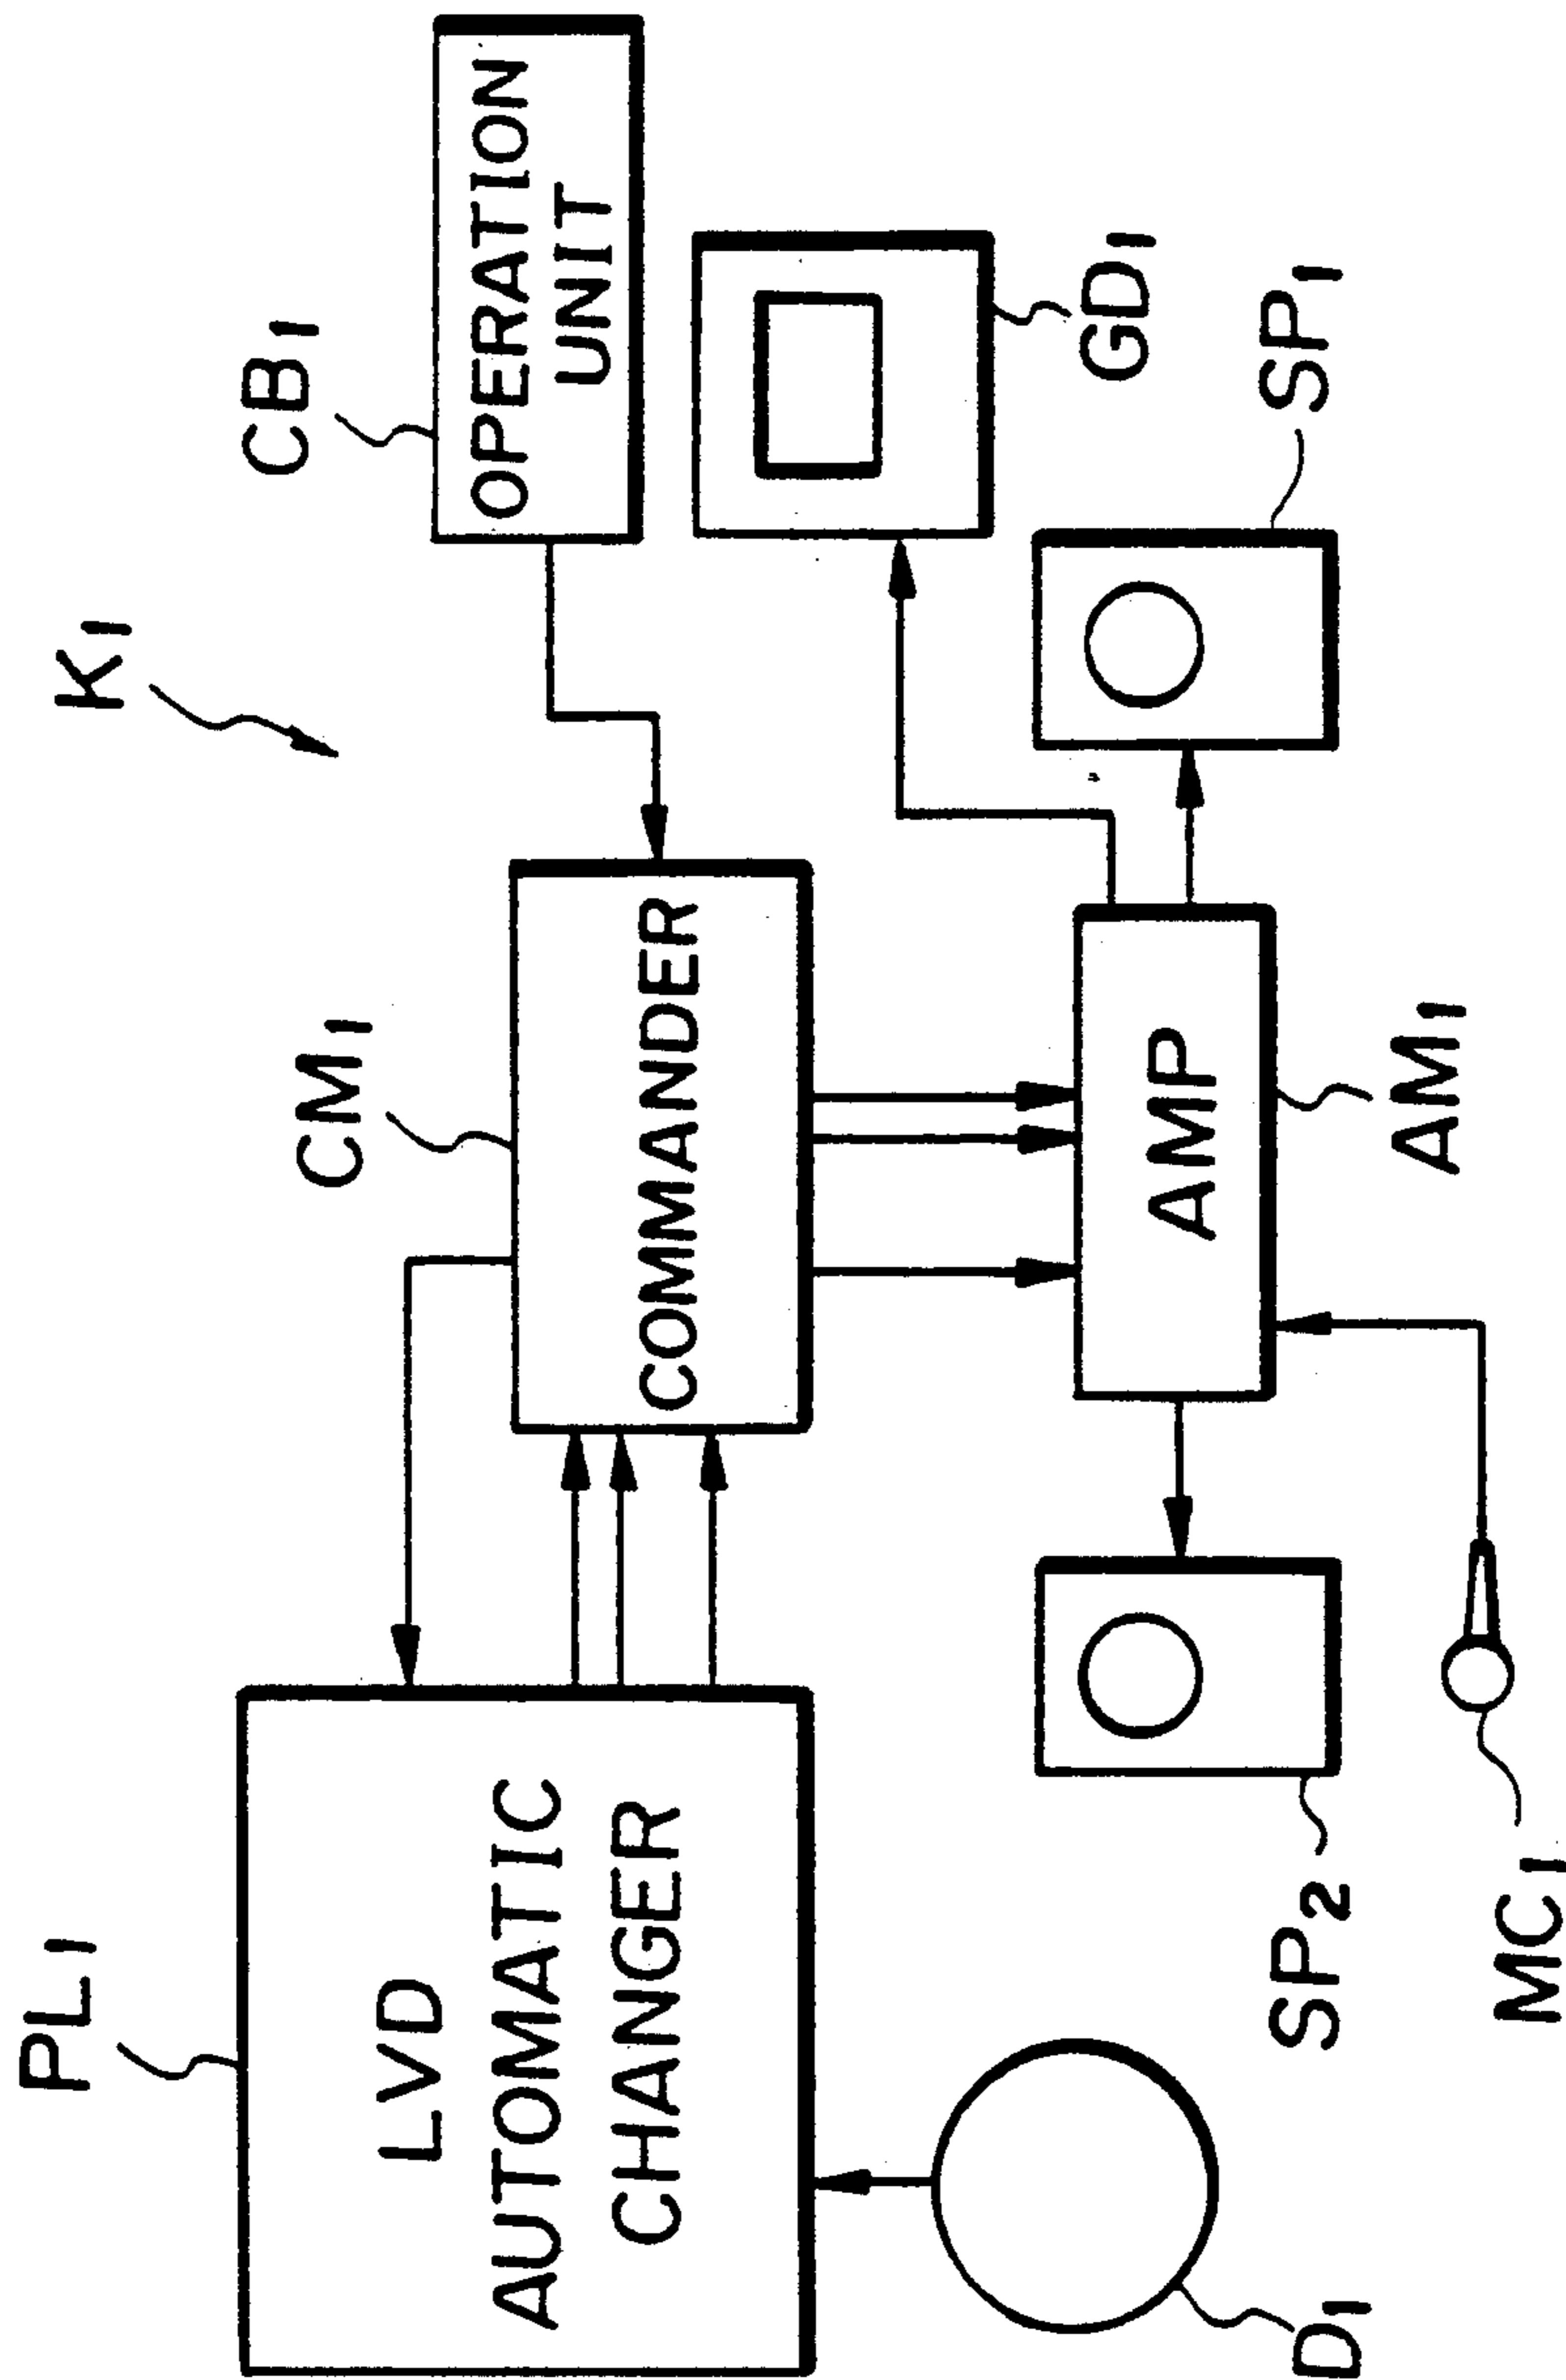 K₁
PL₁
CM₁
CB₁
LVD
AUTOMATIC
CHANGER
COMMANDER
OPERATION
UNIT
GD₁
AMP
D₁
SP₂
MC₁
AM₁
SP₁